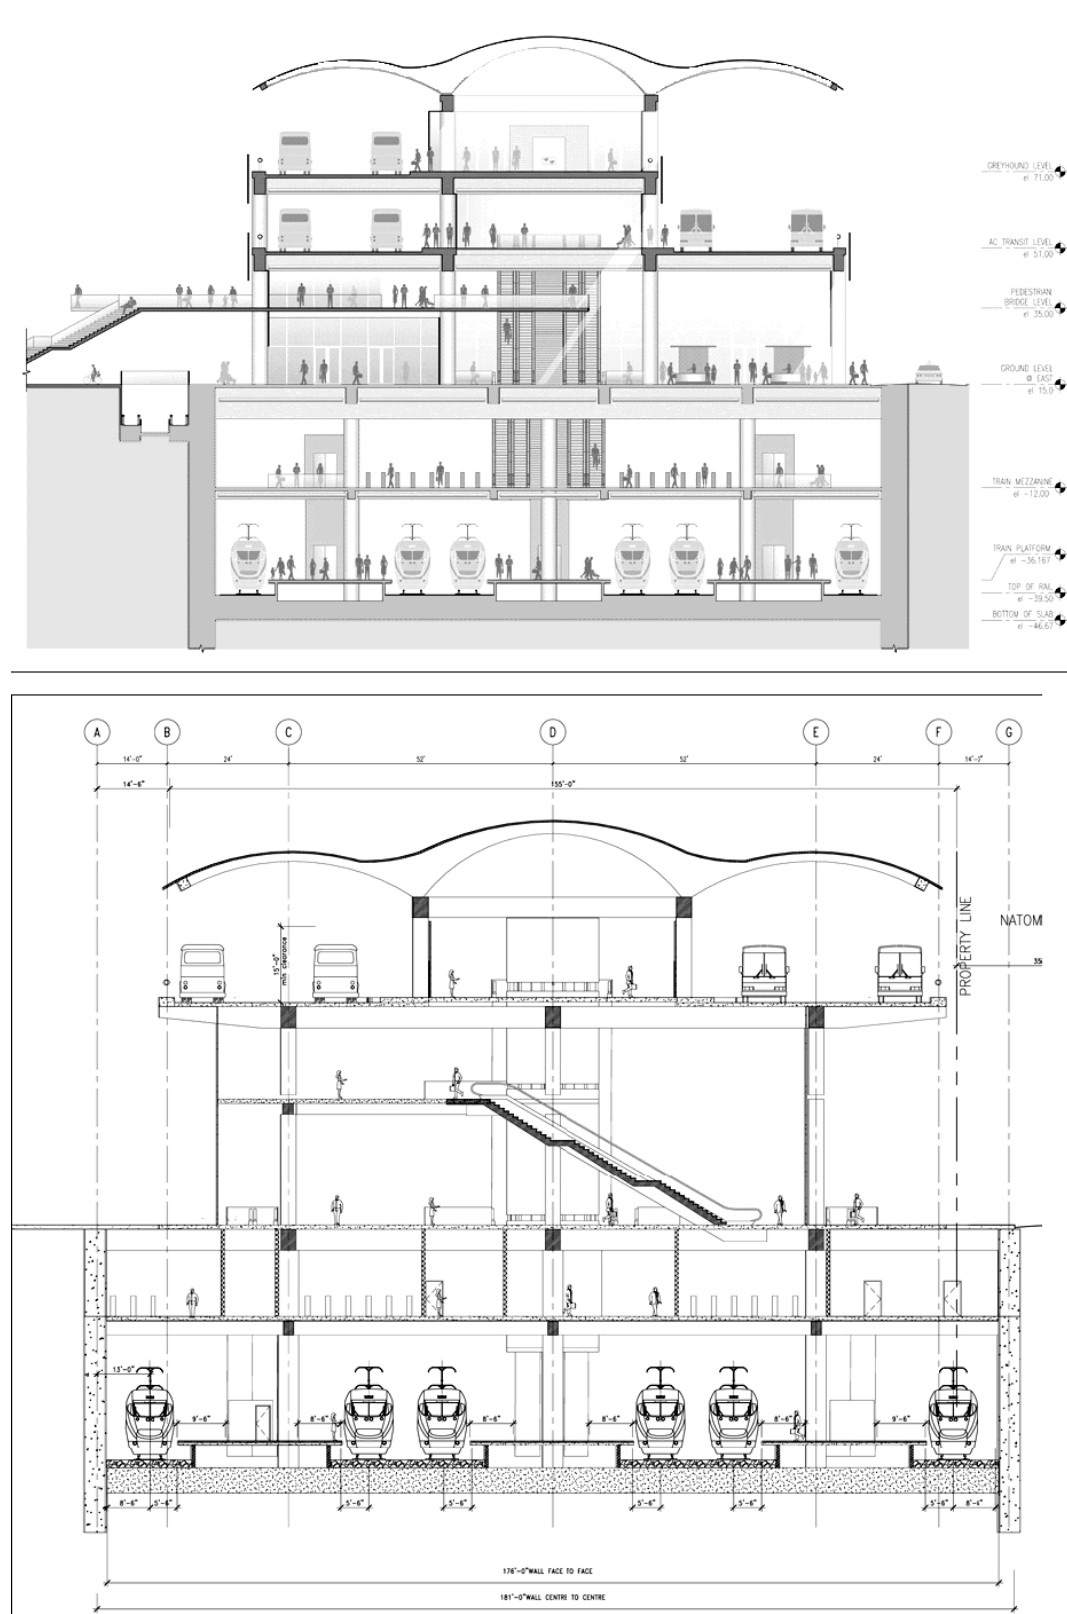 GREYHOUND LEVEL
el 71.00
AC TRANSIT LEVEL
el 51.00
PEDESTRIAN
BRIDGE LEVEL
el 35.00
GROUND LEVEL
@ EAST
el 15.0
TRAIN MEZZANINE
el -12.00
TRAIN PLATFORM
el -36.167
TOP OF RAIL
el -39.50
BOTTOM OF SLAB
el -46.67
A B C D E F G
14'-0" 24' 52' 52' 24' 14'-0"
14'-6" 155'-0"
PROPERTY LINE
NATOM
35
15'-0"
min clearance
13'-0"
9'-6" 8'-6" 8'-6" 8'-6" 8'-6" 9'-6"
8'-6" 5'-6" 5'-6" 5'-6" 5'-6" 5'-6" 5'-6" 8'-6"
176'-0"WALL FACE TO FACE
181'-0"WALL CENTRE TO CENTRE